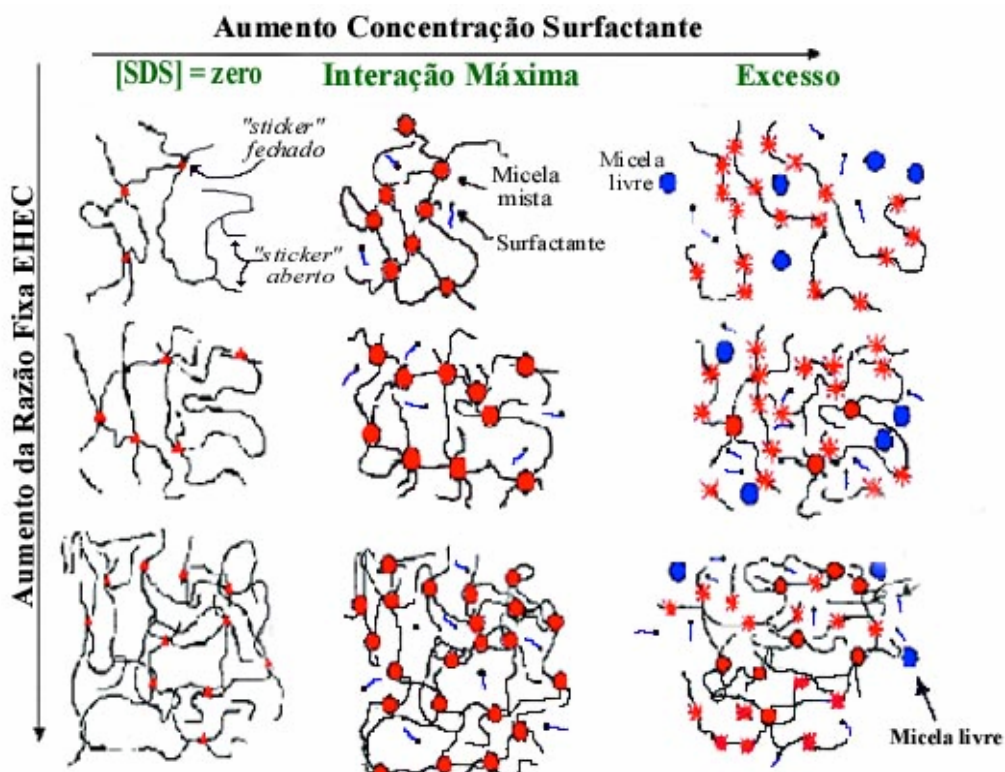 Aumento Concentração Surfactante
[SDS] = zero
Interação Máxima
Excesso
"sticker"
fechado
"sticker"
aberto
Micela
mista
Surfactante
Micela
livre
Aumento da Razão Fixa EHEC
Micela livre